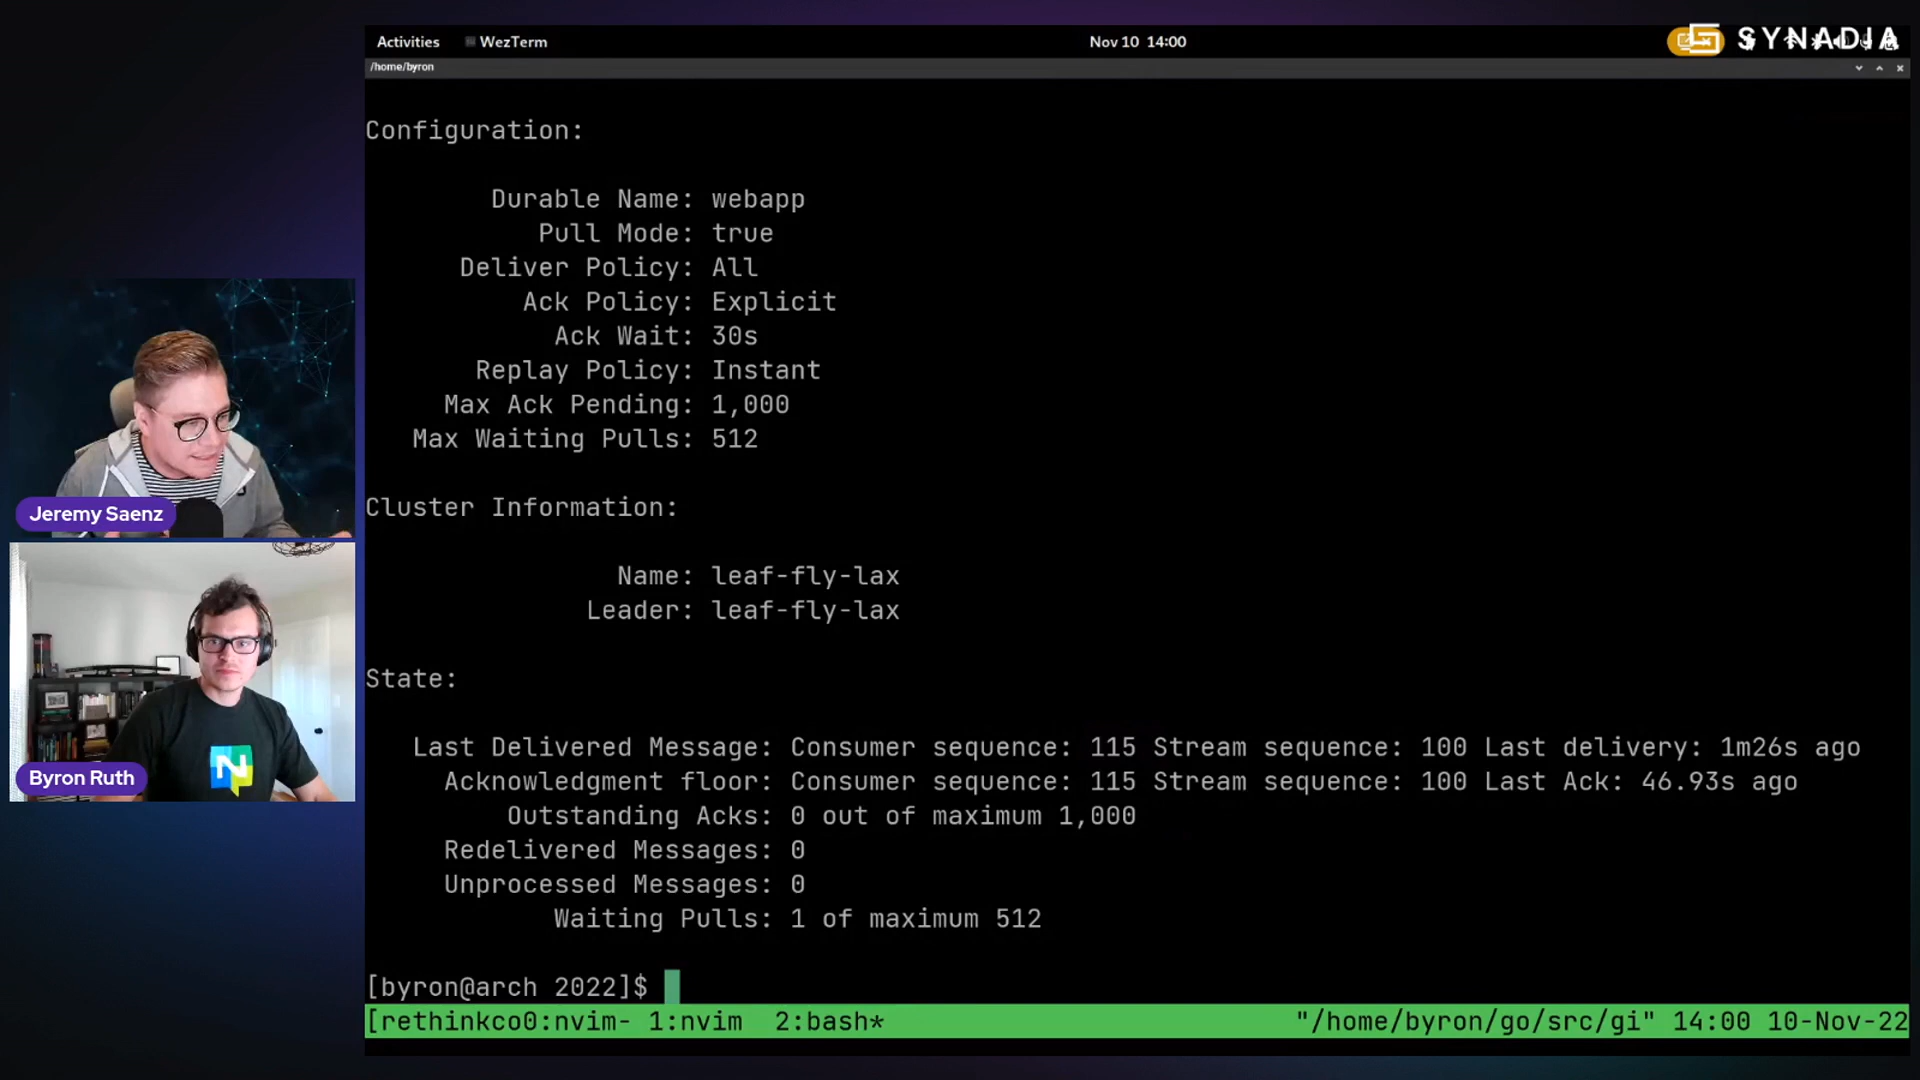 Activities WezTerm Nov 10 14:00
SYNADIA
/home/byron
Configuration:
Durable Name: webapp
Pull Mode: true
Deliver Policy: All
Ack Policy: Explicit
Ack Wait: 30s
Replay Policy: Instant
Max Ack Pending: 1,000
Max Waiting Pulls: 512
Cluster Information:
Name: leaf-fly-lax
Leader: leaf-fly-lax
State:
Last Delivered Message: Consumer sequence: 115 Stream sequence: 100 Last delivery: 1m26s ago
Acknowledgment floor: Consumer sequence: 115 Stream sequence: 100 Last Ack: 46.93s ago
Outstanding Acks: 0 out of maximum 1,000
Redelivered Messages: 0
Unprocessed Messages: 0
Waiting Pulls: 1 of maximum 512
[byron@arch 2022]$
[rethinkco0:nvim- 1:nvim 2:bash* "/home/byron/go/src/gi" 14:00 10-Nov-22
Jeremy Saenz
N
Byron Ruth